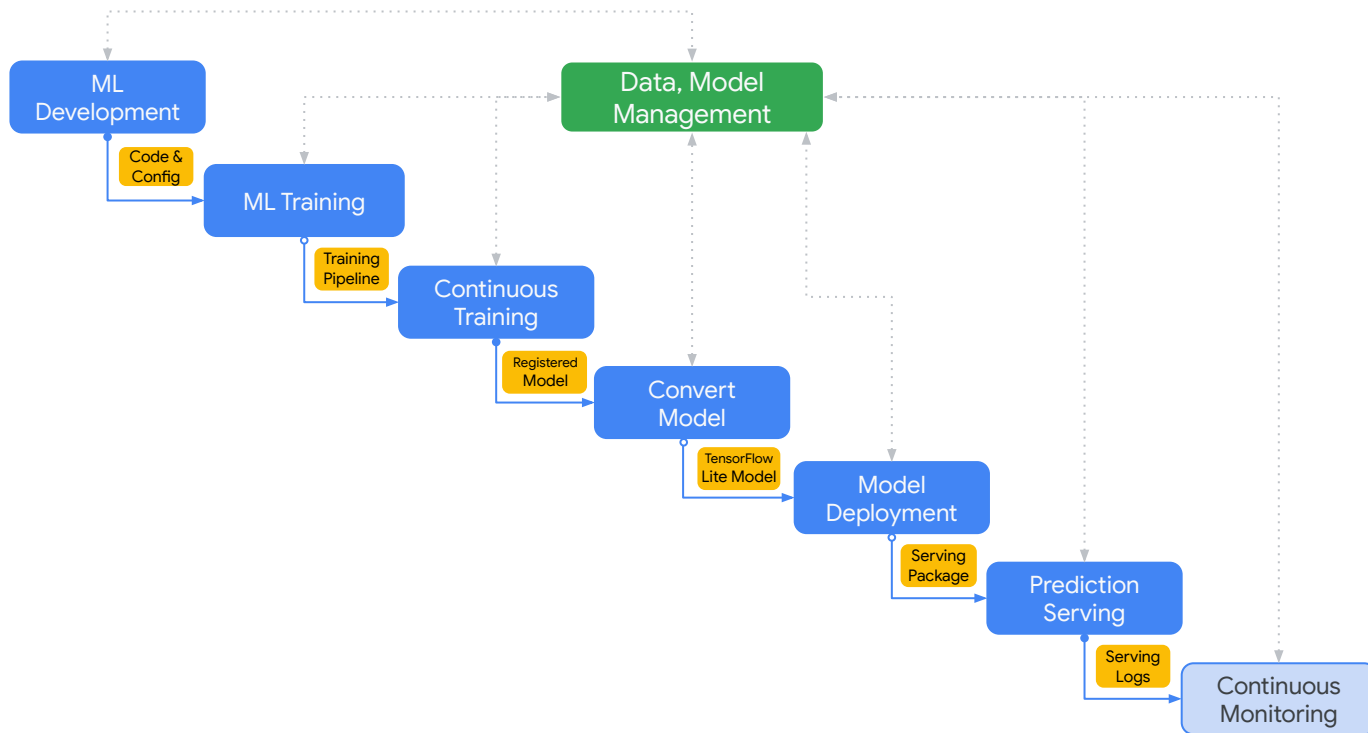 ML
Development
Data, Model
Management
Code &
Config
ML Training
Training
Pipeline
Continuous
Training
Registered
Model
Convert
Model
TensorFlow
Lite Model
Model
Deployment
Serving
Package
Prediction
Serving
Serving
Logs
Continuous
Monitoring